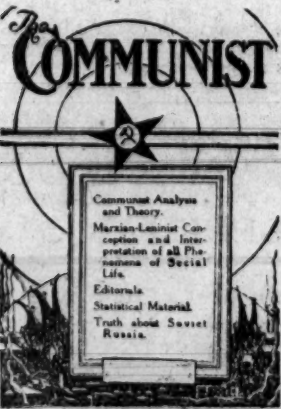 The
COMMUNIST
Communist Analysis
and Theory.
Marxian-Leninist Con-
ception and Inter-
pretation of all Phe-
nomena of Social
Life.
Editorials.
Statistical Material.
Truth about Soviet
Russia.